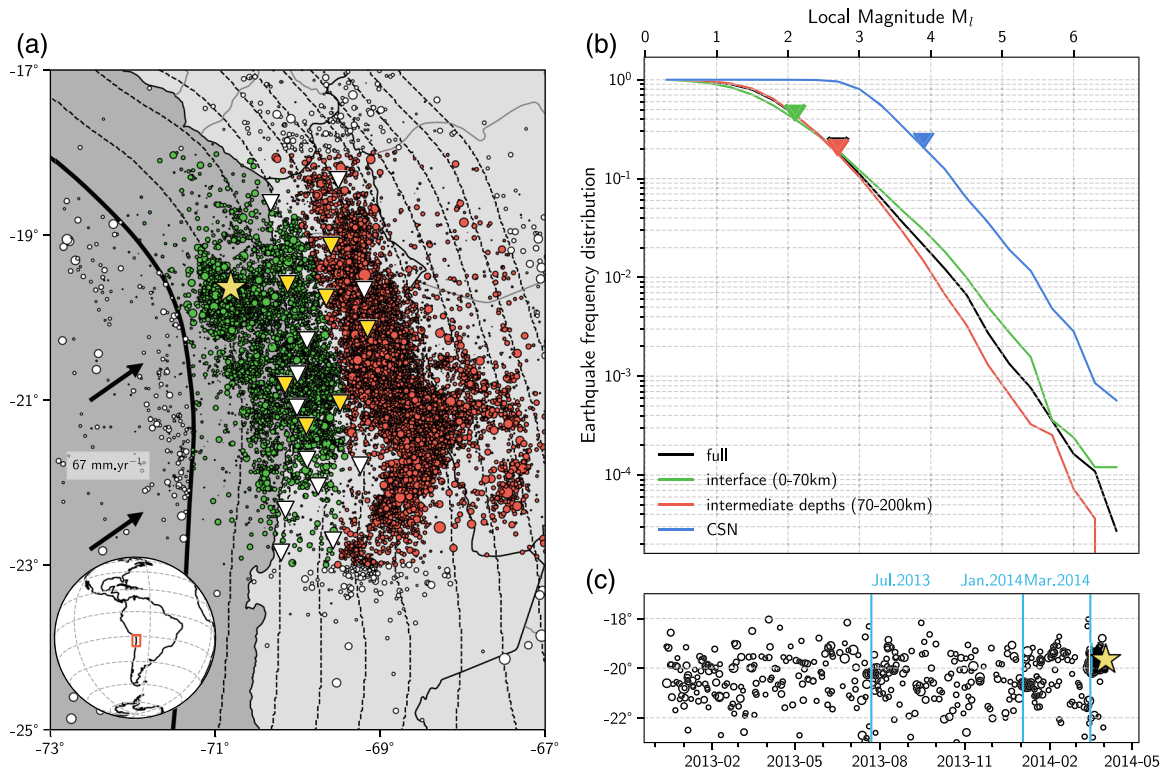 (a)
-17°
-19°
-21°
-23°
-25°
-73°
-71°
-69°
-67°
67 mm.yr⁻¹
(b)
Local Magnitude Mₗ
0 1 2 3 4 5 6
Earthquake frequency distribution
10⁰
10⁻¹
10⁻²
10⁻³
10⁻⁴
full
interface (0-70km)
intermediate depths (70-200km)
CSN
(c)
Jul.2013 Jan.2014 Mar.2014
-18°
-20°
-22°
2013-02 2013-05 2013-08 2013-11 2014-02 2014-05